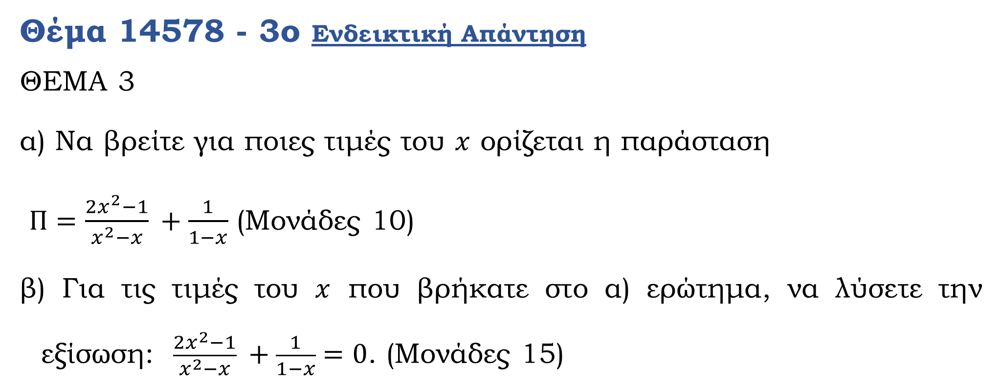 Θέμα 14578 - 3ο Ενδεικτική Απάντηση
ΘΕΜΑ 3
α) Να βρείτε για ποιες τιμές του x ορίζεται η παράσταση
Π = \frac{2x^2-1}{x^2-x} + \frac{1}{1-x} (Μονάδες 10)
β) Για τις τιμές του x που βρήκατε στο α) ερώτημα, να λύσετε την
εξίσωση: \frac{2x^2-1}{x^2-x} + \frac{1}{1-x} = 0. (Μονάδες 15)